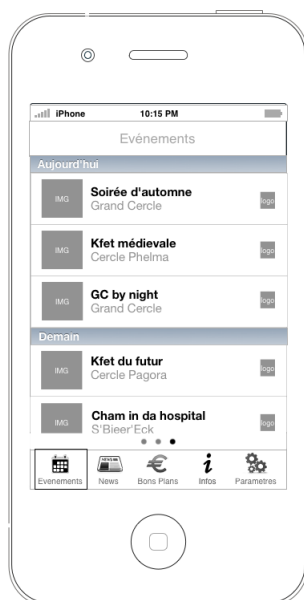 iPhone 10:15 PM
Evénements
Aujourd'hui
IMG Soirée d'automne logo
Grand Cercle
IMG Kfet médievale logo
Cercle Phelma
IMG GC by night logo
Grand Cercle
Demain
IMG Kfet du futur logo
Cercle Pagora
IMG Cham in da hospital logo
S'Bieer'Eck
Evenements News Bons Plans Infos Parametres